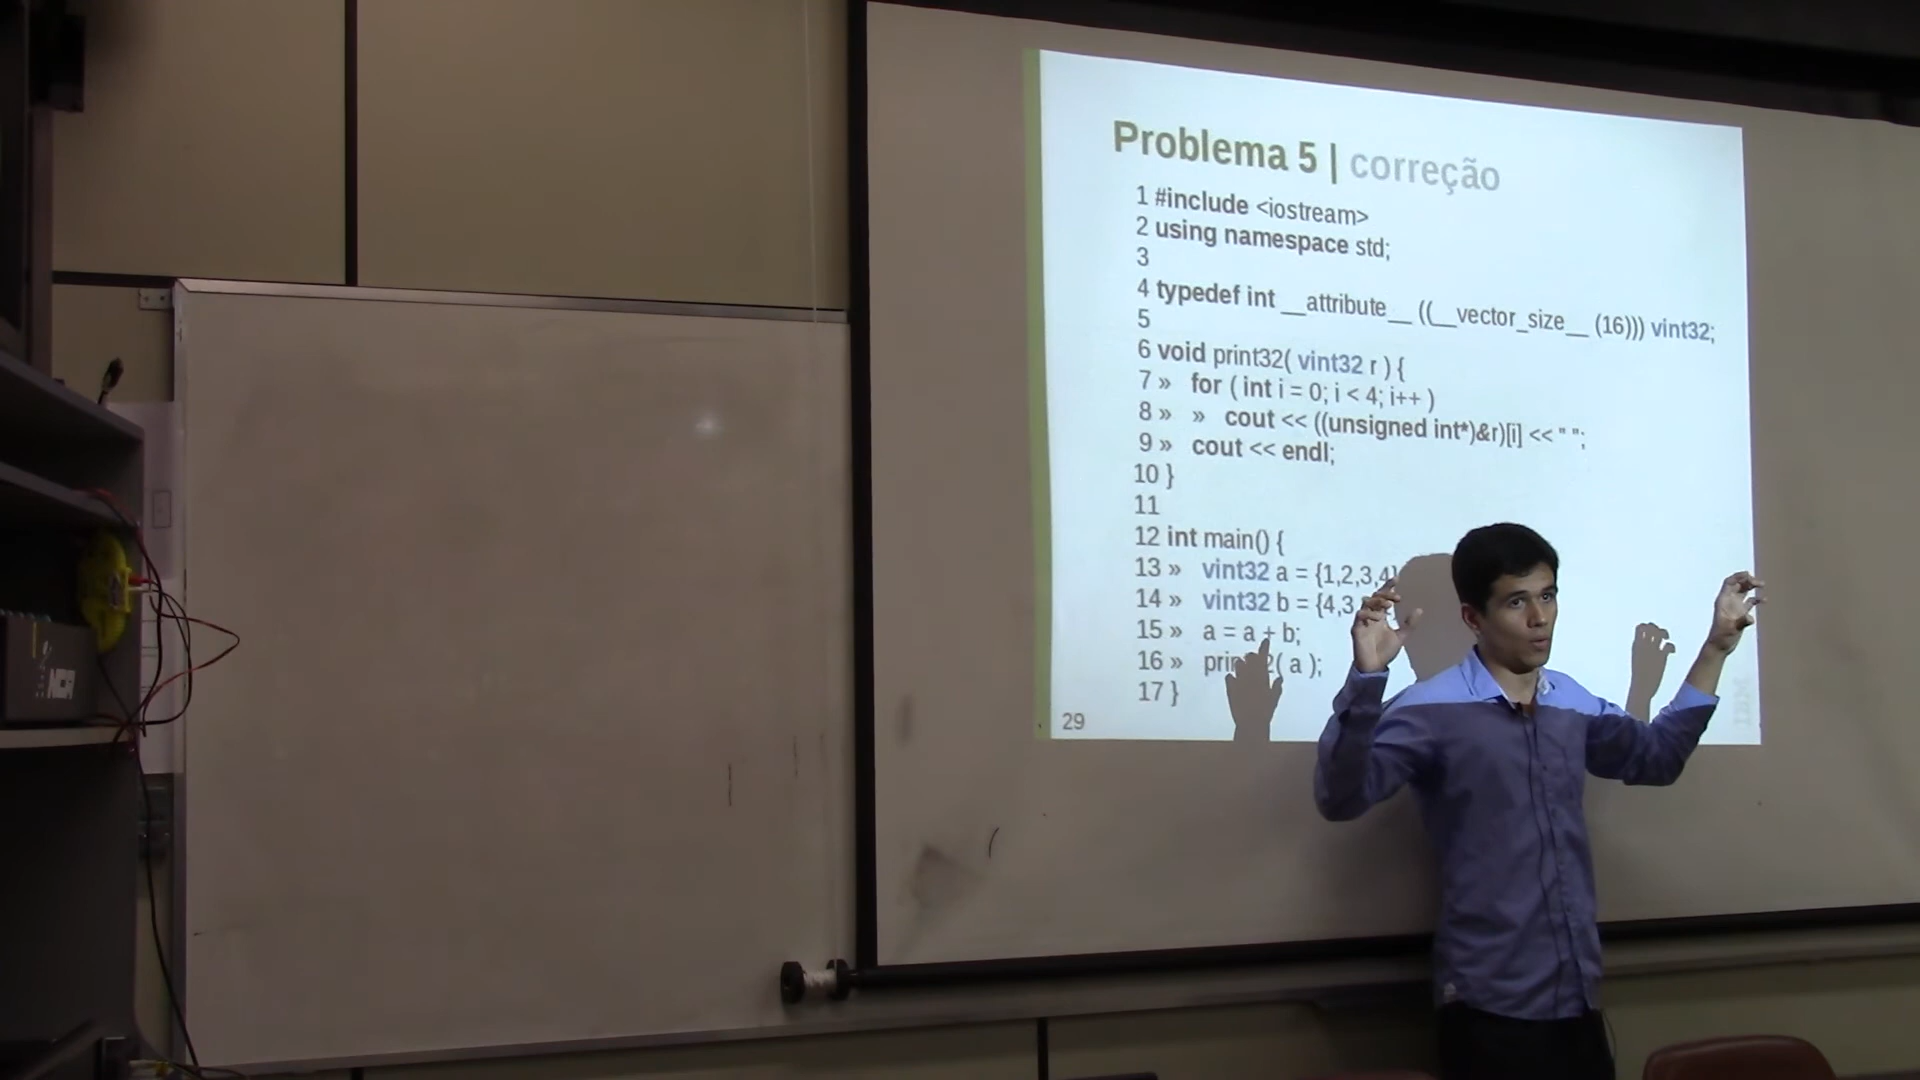 Problema 5 | correção
1 #include <iostream>
2 using namespace std;
3
4 typedef int __attribute__ ((__vector_size__ (16))) vint32;
5
6 void print32( vint32 r ) {
7 » for ( int i = 0; i < 4; i++ )
8 » » cout << ((unsigned int*)&r)[i] << " ";
9 » cout << endl;
10 }
11
12 int main() {
13 » vint32 a = {1,2,3,4}
14 » vint32 b = {4,3,
15 » a = a + b;
16 » ( a );
17 }
29
IBM